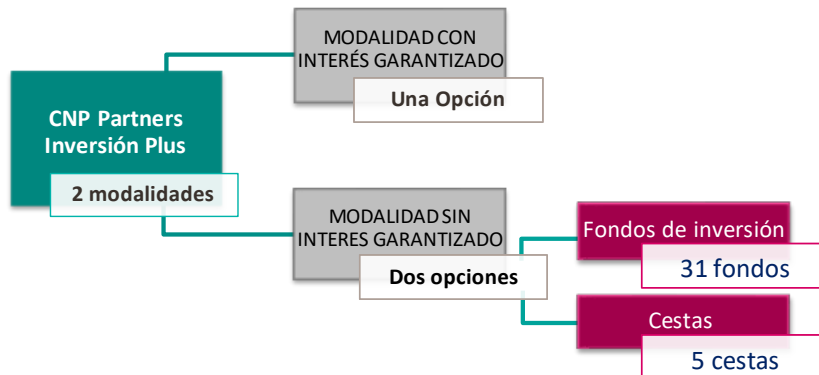 MODALIDAD CON
INTERÉS GARANTIZADO
Una Opción
CNP Partners
Inversión Plus
2 modalidades
MODALIDAD SIN
INTERES GARANTIZADO
Dos opciones
Fondos de inversión
31 fondos
Cestas
5 cestas